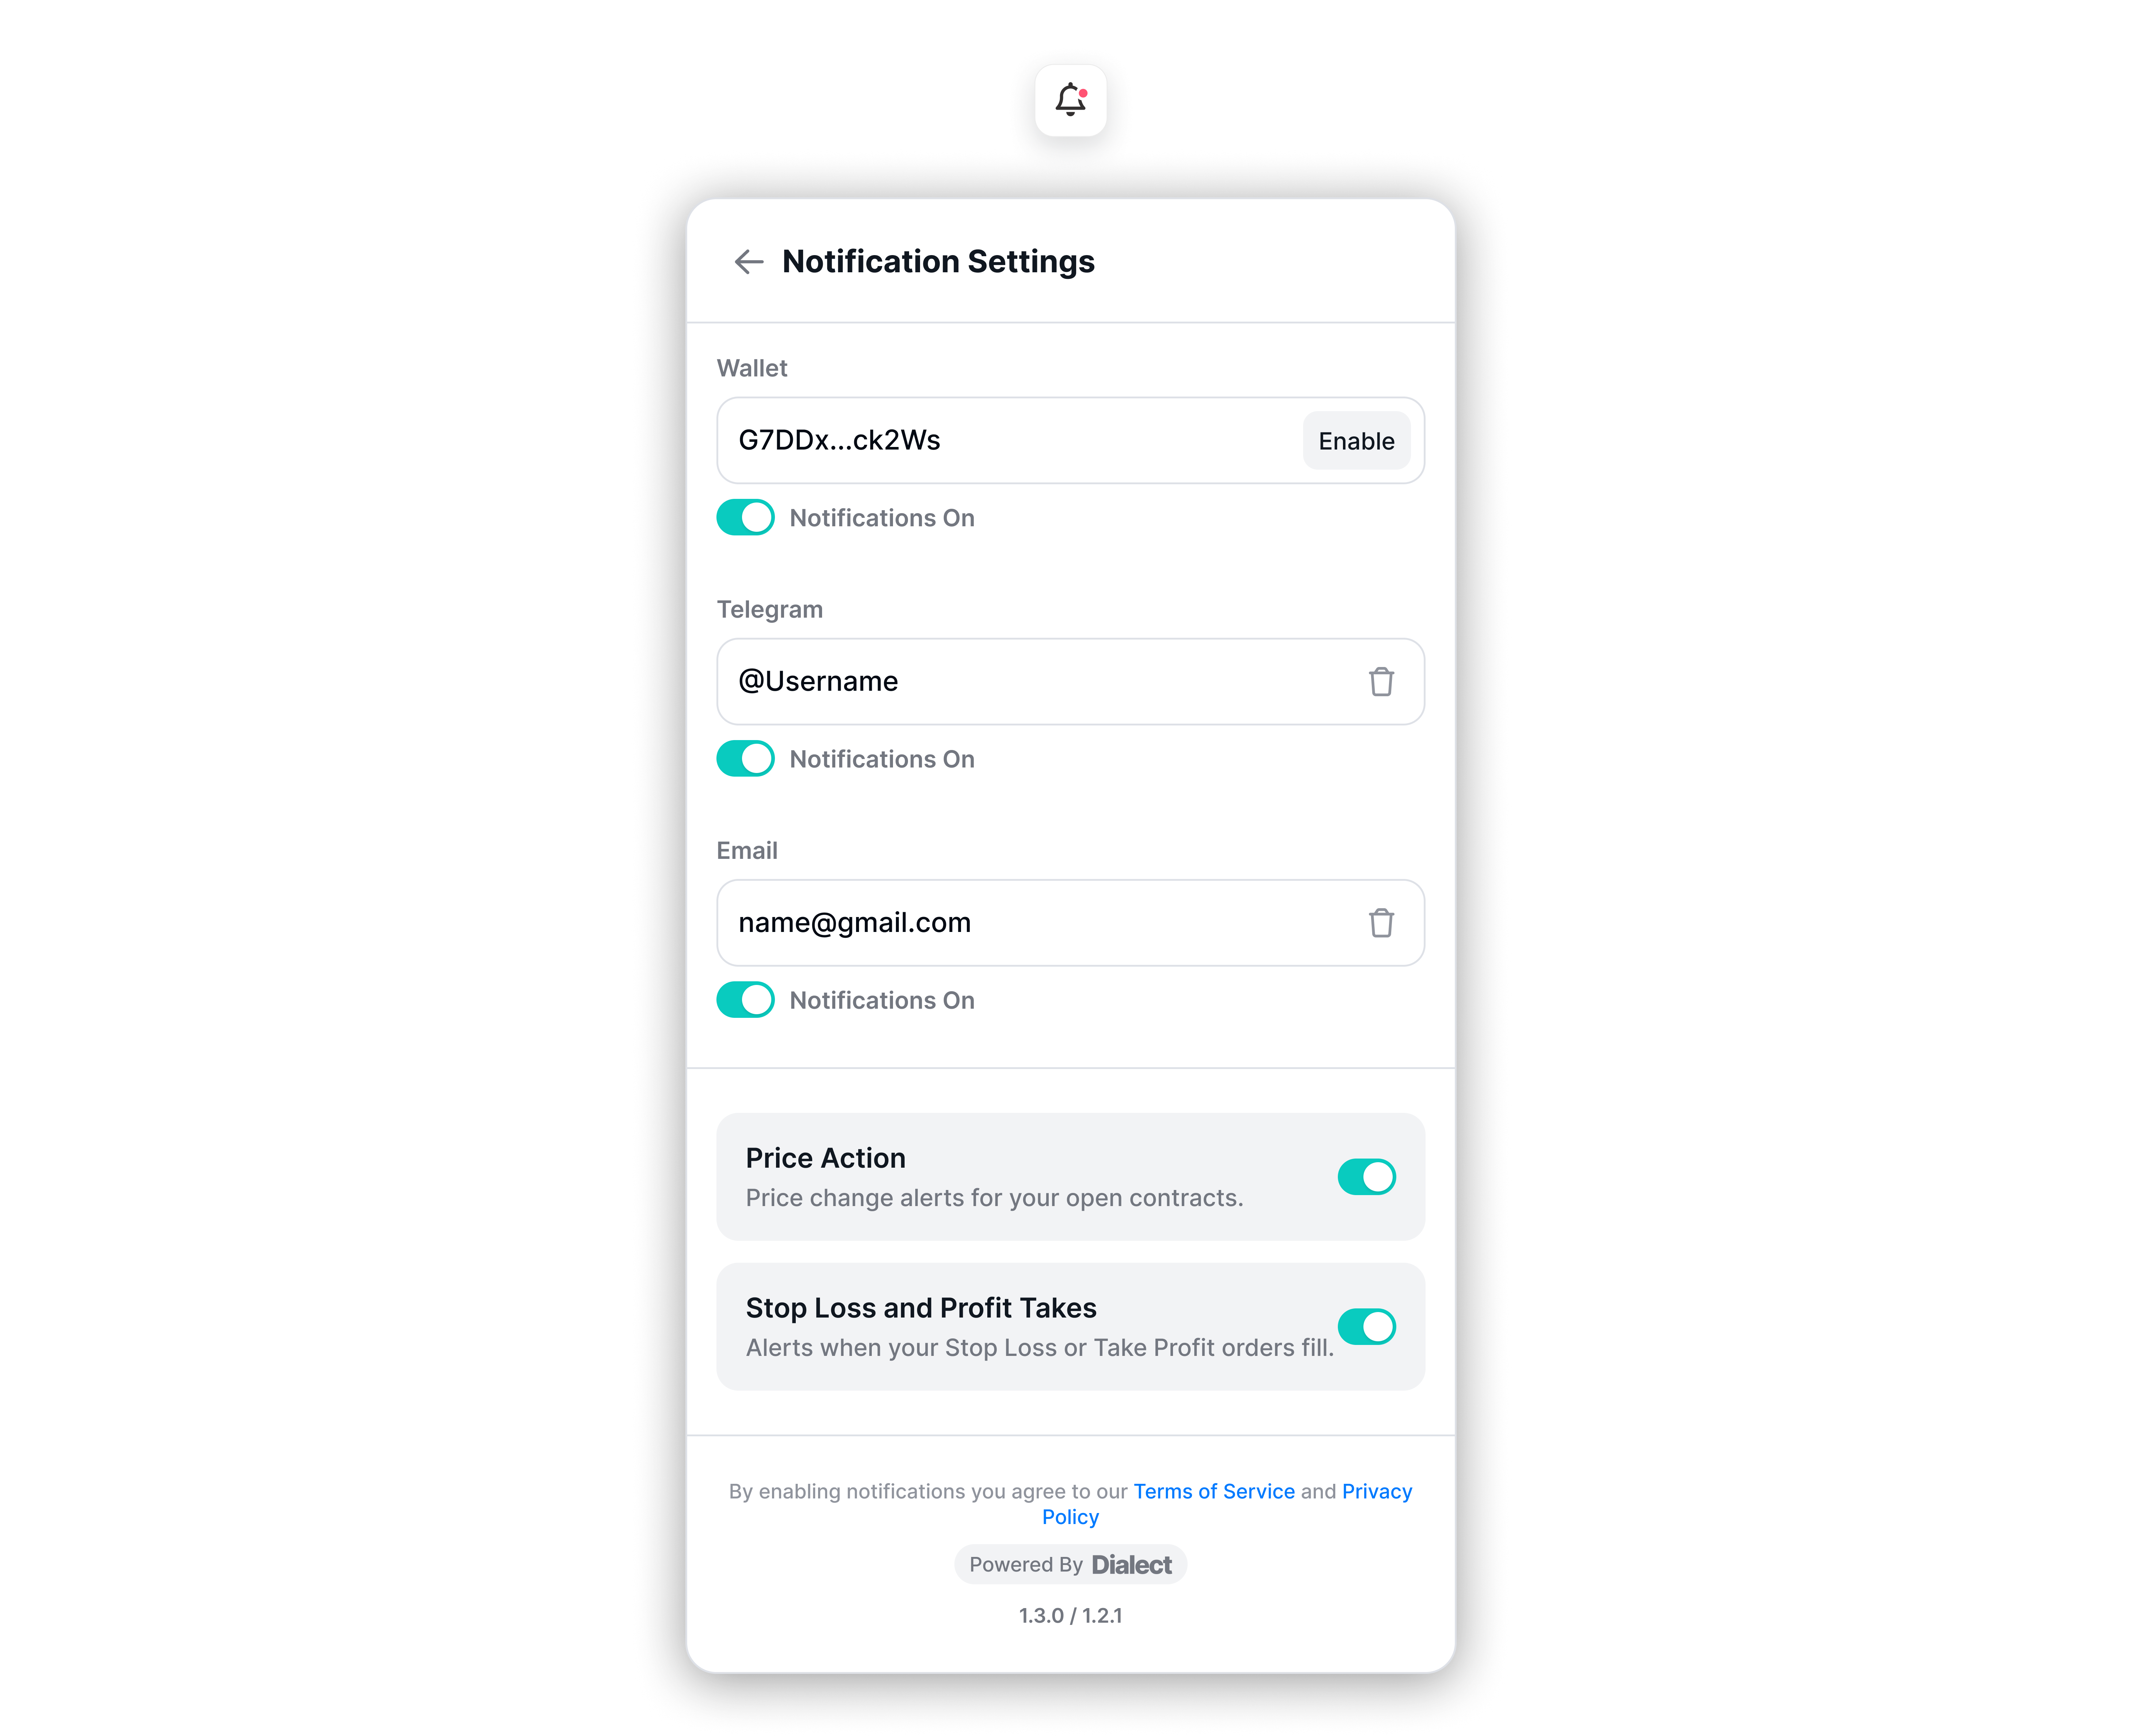 Notification Settings
Wallet
G7DDx...ck2Ws
Enable
Notifications On
Telegram
@Username
Notifications On
Email
name@gmail.com
Notifications On
Price Action
Price change alerts for your open contracts.
Stop Loss and Profit Takes
Alerts when your Stop Loss or Take Profit orders fill.
By enabling notifications you agree to our Terms of Service and Privacy
Policy
Powered By Dialect
1.3.0 / 1.2.1